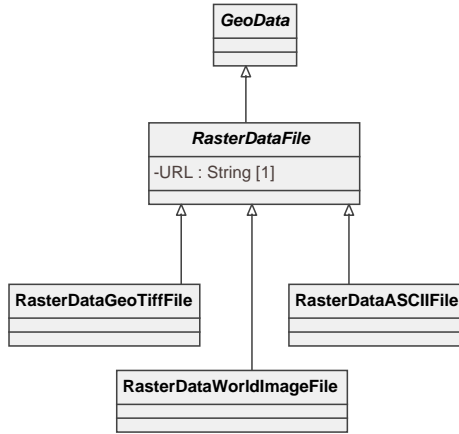 GeoData
RasterDataFile
-URL : String [1]
RasterDataGeoTiffFile
RasterDataASCIIFile
RasterDataWorldImageFile